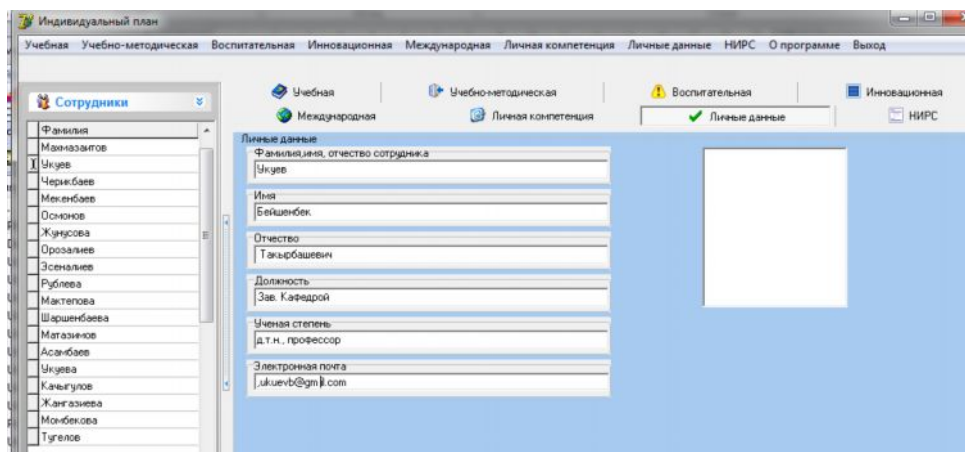 Индивидуальный план
Учебная Учебно-методическая Воспитательная Инновационная Международная Личная компетенция Личные данные НИРС О программе Выход
Учебная Учебно-методическая Воспитательная Инновационная
Международная Личная компетенция Личные данные НИРС
Сотрудники
Фамилия
Махмазаитов
Укуев
Черикбаев
Мекенбаев
Осмонов
Жунусова
Орозалиев
Эсеналиев
Рублева
Мактепова
Шаршенбаева
Матазимов
Асамбаев
Укуева
Качыгулов
Жангазиева
Момбекова
Тугелов
Личные данные
Фамилия,имя, отчество сотрудника
Укуев
Имя
Бейшенбек
Отчество
Такырбашевич
Должность
Зав. Кафедрой
Ученая степень
д.т.н., профессор
Электронная почта